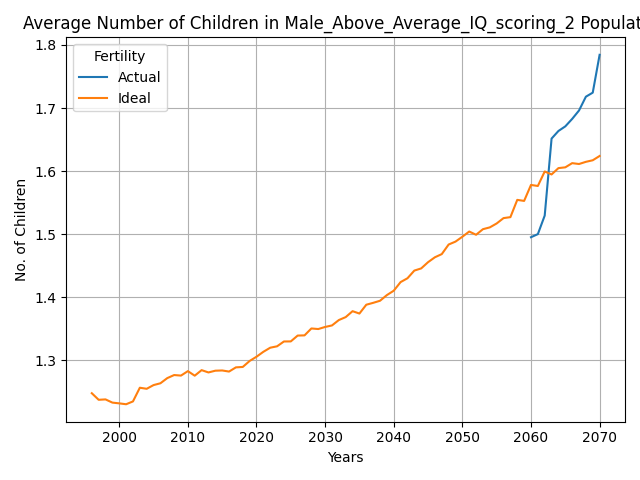 Average Number of Children in Male_Above_Average_IQ_scoring_2 Populat
1.8
1.7
1.6
1.5
1.4
1.3
No. of Children
Fertility
Actual
Ideal
2000 2010 2020 2030 2040 2050 2060 2070
Years